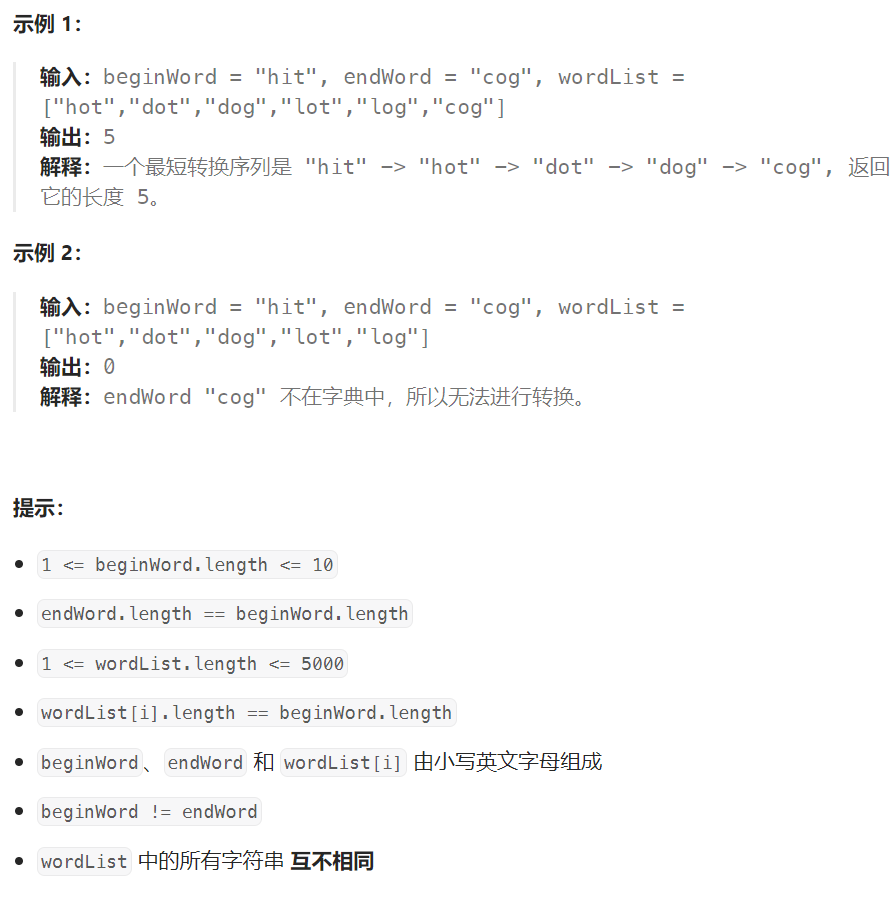 示例 1：
输入：beginWord = "hit", endWord = "cog", wordList =
["hot","dot","dog","lot","log","cog"]
输出：5
解释：一个最短转换序列是 "hit" -> "hot" -> "dot" -> "dog" -> "cog", 返回
它的长度 5。
示例 2：
输入：beginWord = "hit", endWord = "cog", wordList =
["hot","dot","dog","lot","log"]
输出：0
解释：endWord "cog" 不在字典中，所以无法进行转换。
提示：
1 <= beginWord.length <= 10
endWord.length == beginWord.length
1 <= wordList.length <= 5000
wordList[i].length == beginWord.length
beginWord、endWord 和 wordList[i] 由小写英文字母组成
beginWord != endWord
wordList 中的所有字符串 互不相同